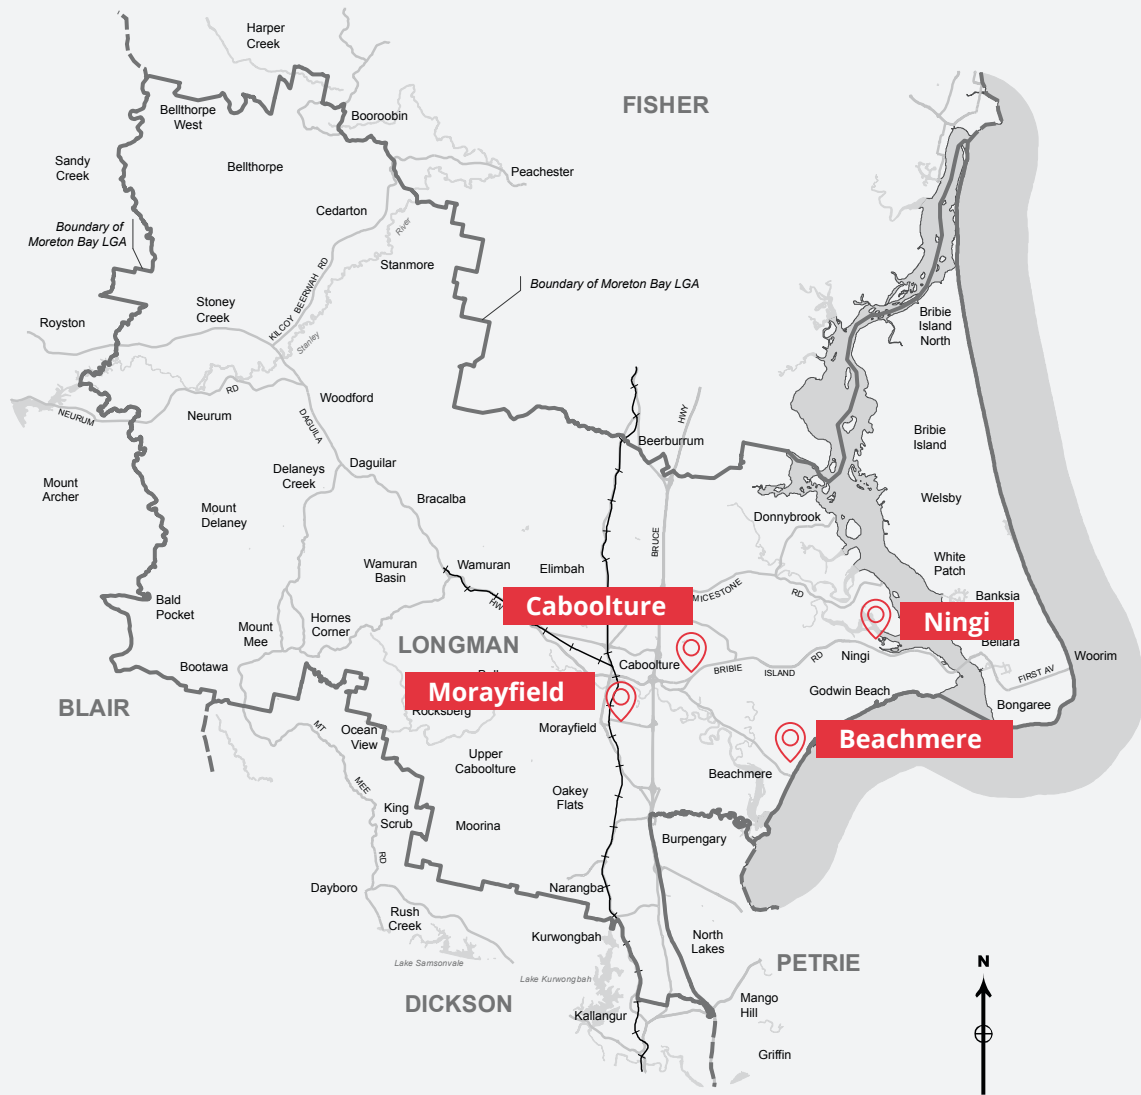 Harper
Creek
FISHER
Bellthorpe
West
Booroobin
Sandy
Creek
Bellthorpe
Peachester
Cedarton
Boundary of
Moreton Bay LGA
River
Stanmore
Boundary of Moreton Bay LGA
KILCOY BEERWAH RD
Stoney
Creek
Royston
Stanley
Bribie
Island
North
NEURUM
RD
Neurum
Woodford
DAGUILA
HWY
Beerburrum
Bribie
Island
Mount
Archer
Delaneys
Creek
Daguilar
Bracalba
Welsby
Mount
Delaney
Donnybrook
BRUCE
Wamuran
Basin
Wamuran
Elimbah
White
Patch
Bald
Pocket
MICESTONE
RD
Banksia
HW
Caboolture
Ningi
Mount
Mee
Hornes
Corner
LONGMAN
Bellara
Bootawa
Caboolture
BRIBIE
ISLAND
RD
Ningi
Woorim
FIRST AV
Morayfield
Godwin Beach
Bongaree
BLAIR
Rocksberg
MT
Ocean
View
Morayfield
Beachmere
Upper
Caboolture
Beachmere
MEE
Oakey
Flats
King
Scrub
Moorina
Burpengary
RD
Dayboro
Narangba
Rush
Creek
Kurwongbah
North
Lakes
Lake Samsonvale
PETRIE
N
Lake Kurwongbah
DICKSON
Kallangur
Mango
Hill
Griffin